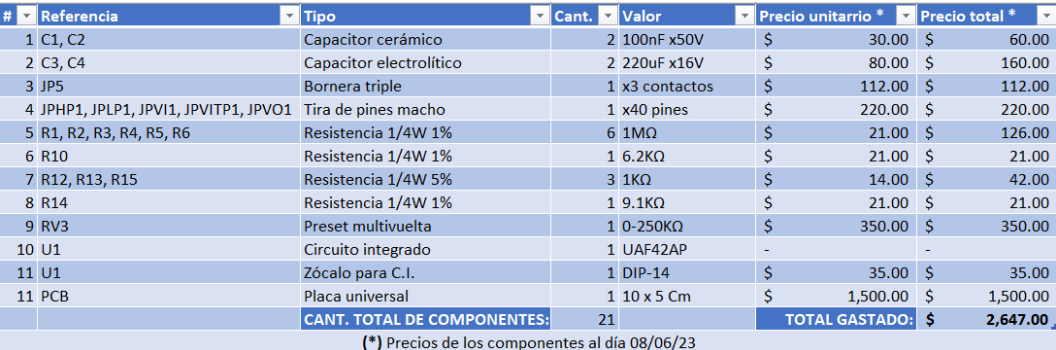 # Referencia Tipo Cant. Valor Precio unitarrio * Precio total *
1 C1, C2 Capacitor cerámico 2 100nF x50V $ 30.00 $ 60.00
2 C3, C4 Capacitor electrolítico 2 220uF x16V $ 80.00 $ 160.00
3 JP5 Bornera triple 1 x3 contactos $ 112.00 $ 112.00
4 JPHP1, JPLP1, JPVI1, JPVITP1, JPVO1 Tira de pines macho 1 x40 pines $ 220.00 $ 220.00
5 R1, R2, R3, R4, R5, R6 Resistencia 1/4W 1% 6 1MΩ $ 21.00 $ 126.00
6 R10 Resistencia 1/4W 1% 1 6.2KΩ $ 21.00 $ 21.00
7 R12, R13, R15 Resistencia 1/4W 5% 3 1KΩ $ 14.00 $ 42.00
8 R14 Resistencia 1/4W 1% 1 9.1KΩ $ 21.00 $ 21.00
9 RV3 Preset multivuelta 1 0-250KΩ $ 350.00 $ 350.00
10 U1 Circuito integrado 1 UAF42AP - -
11 U1 Zócalo para C.I. 1 DIP-14 $ 35.00 $ 35.00
11 PCB Placa universal 1 10 x 5 Cm $ 1,500.00 $ 1,500.00
CANT. TOTAL DE COMPONENTES: 21 TOTAL GASTADO: $ 2,647.00
(*) Precios de los componentes al día 08/06/23